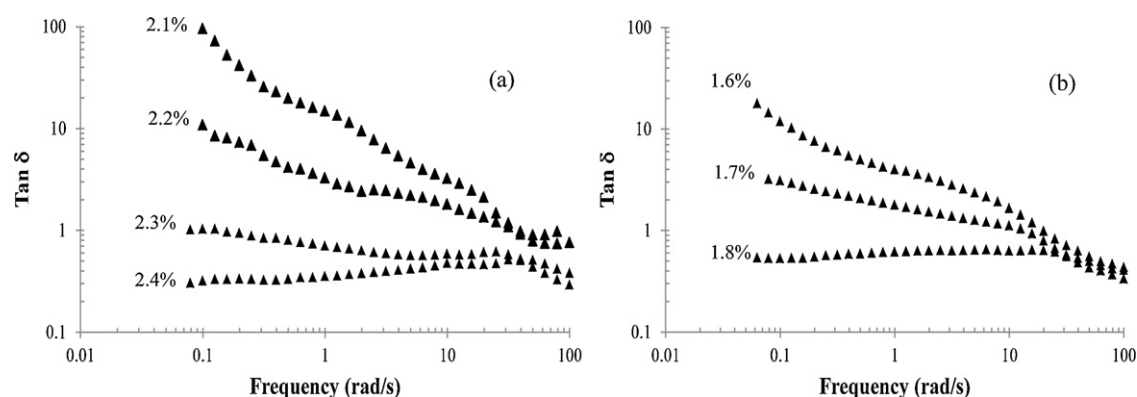 100
10
1
0.1
Tan δ
2.1%
2.2%
2.3%
2.4%
(a)
0.01 0.1 1 10 100
Frequency (rad/s)
100
10
1
0.1
Tan δ
1.6%
1.7%
1.8%
(b)
0.01 0.1 1 10 100
Frequency (rad/s)